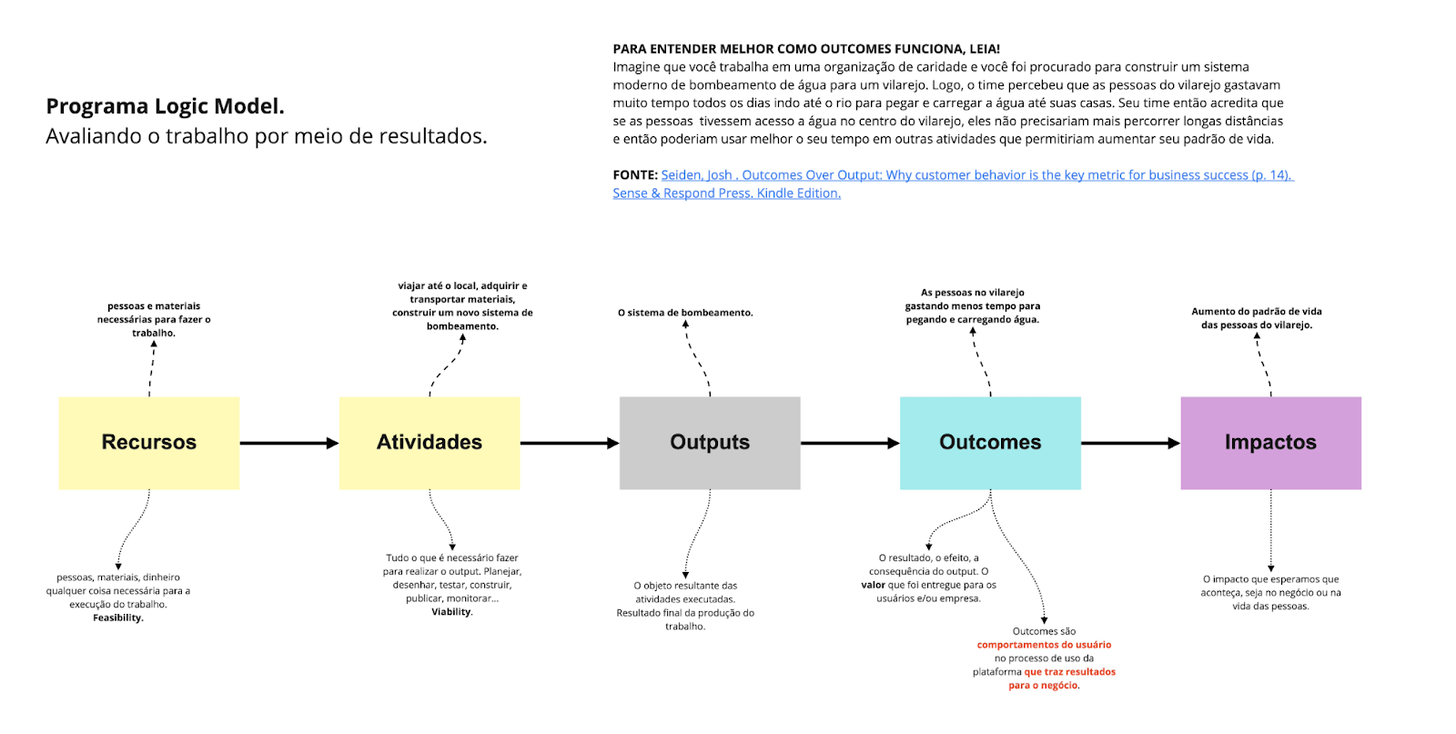 Programa Logic Model.
Avaliando o trabalho por meio de resultados.
PARA ENTENDER MELHOR COMO OUTCOMES FUNCIONA, LEIA!
Imagine que você trabalha em uma organização de caridade e você foi procurado para construir um sistema
moderno de bombeamento de água para um vilarejo. Logo, o time percebeu que as pessoas do vilarejo gastavam
muito tempo todos os dias indo até o rio para pegar e carregar a água até suas casas. Seu time então acredita que
se as pessoas tivessem acesso a água no centro do vilarejo, eles não precisariam mais percorrer longas distâncias
e então poderiam usar melhor o seu tempo em outras atividades que permitiriam aumentar seu padrão de vida.
FONTE: Seiden, Josh . Outcomes Over Output: Why customer behavior is the key metric for business success (p. 14).
Sense & Respond Press. Kindle Edition.
pessoas e materiais
necessárias para fazer o
trabalho.
viajar até o local, adquirir e
transportar materiais,
construir um novo sistema de
bombeamento.
O sistema de bombeamento.
As pessoas no vilarejo
gastando menos tempo para
pegando e carregando água.
Aumento do padrão de vida
das pessoas do vilarejo.
Recursos
Atividades
Outputs
Outcomes
Impactos
pessoas, materiais, dinheiro
qualquer coisa necessária para a
execução do trabalho.
Feasibility.
Tudo o que é necessário fazer
para realizar o output. Planejar,
desenhar, testar, construir,
publicar, monitorar...
Viability.
O objeto resultante das
atividades executadas.
Resultado final da produção do
trabalho.
O resultado, o efeito, a
consequência do output. O
valor que foi entregue para os
usuários e/ou empresa.
Outcomes são
comportamentos do usuário
no processo de uso da
plataforma que traz resultados
para o negócio.
O impacto que esperamos que
aconteça, seja no negócio ou na
vida das pessoas.